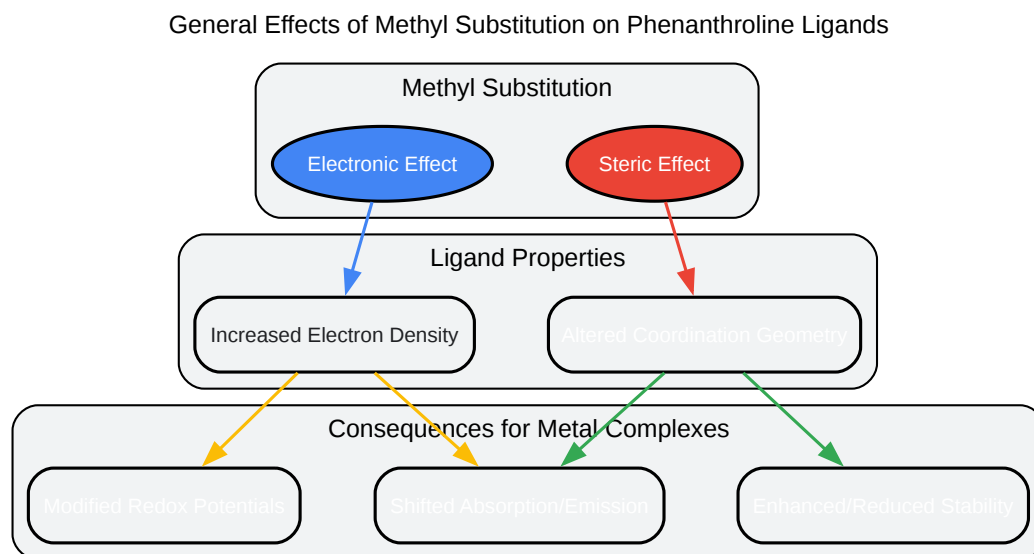 General Effects of Methyl Substitution on Phenanthroline Ligands
Methyl Substitution
Electronic Effect
Steric Effect
Ligand Properties
Increased Electron Density
Altered Coordination Geometry
Consequences for Metal Complexes
Modified Redox Potentials
Shifted Absorption/Emission
Enhanced/Reduced Stability